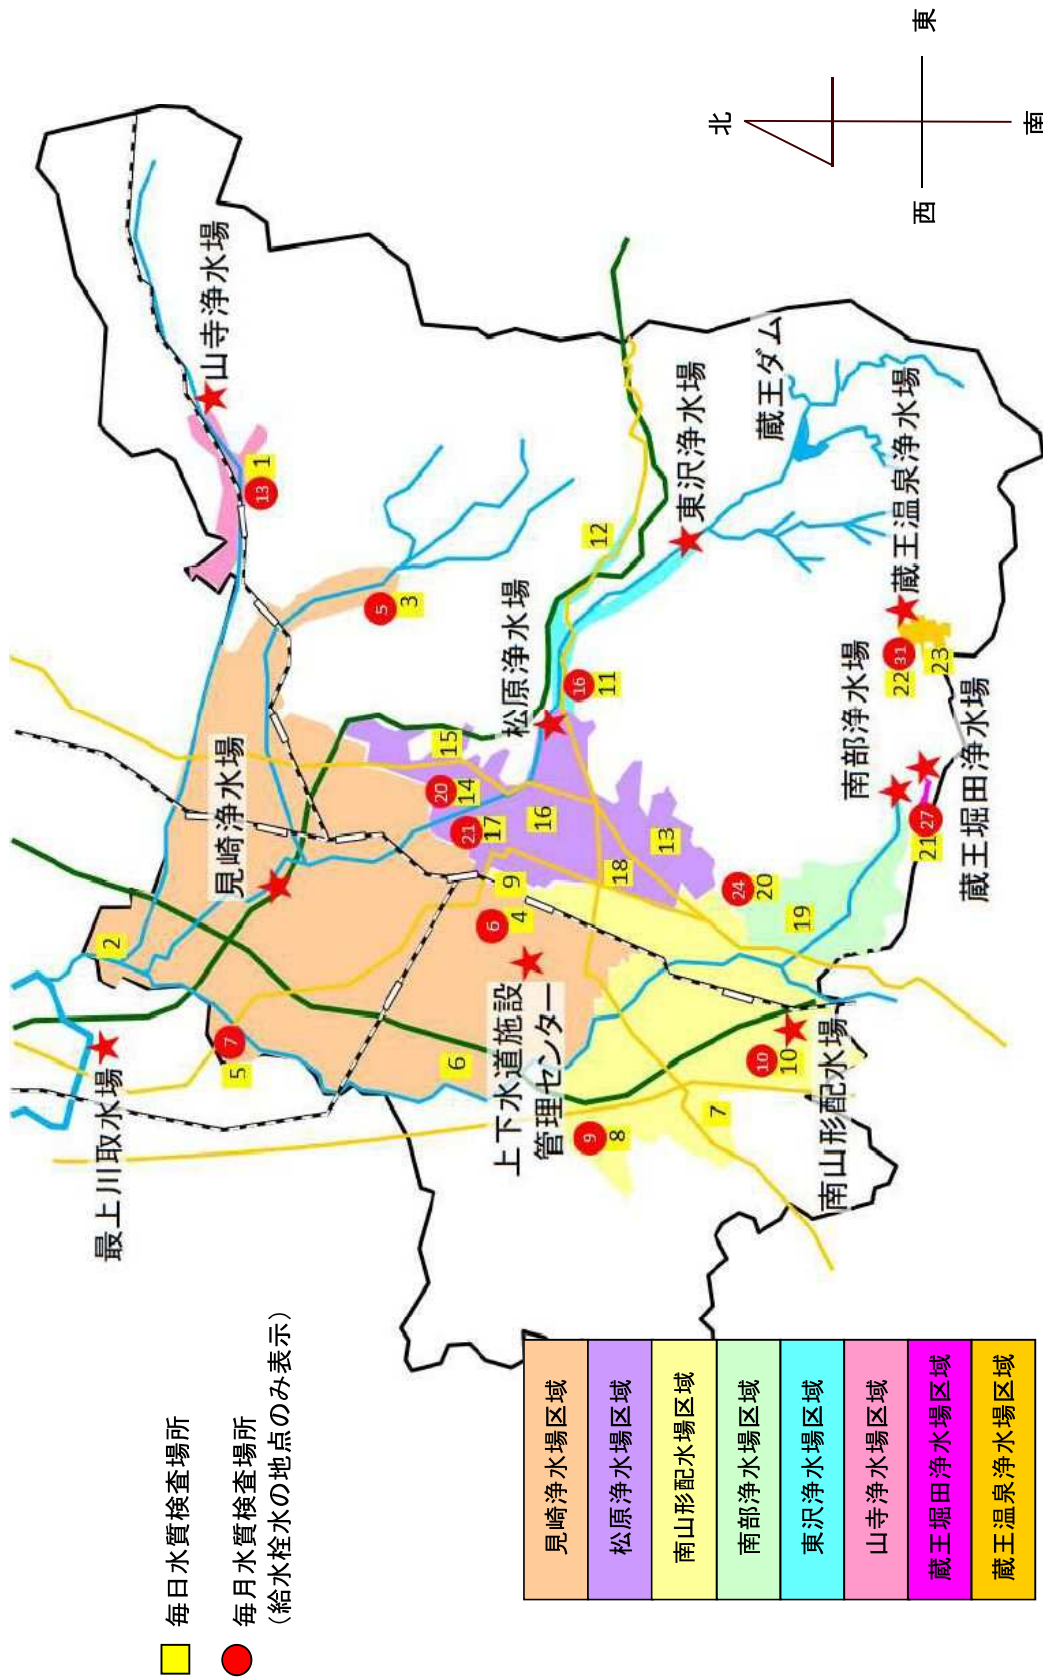 北
東
西
南
山寺浄水場
1
13
見崎浄水場
2
最上川取水場
7
5
5
3
12
東沢浄水場
蔵王ダム
蔵王温泉浄水場
松原浄水場
16
11
15
20
14
21
17
16
13
18
9
6
4
上下水道施設
管理センター
6
9
8
7
10
10
南山形配水場
24
20
19
南部浄水場
22
31
23
21
27
蔵王堀田浄水場
毎日水質検査場所
毎月水質検査場所
（給水栓水の地点のみ表示）
見崎浄水場区域
松原浄水場区域
南山形配水場区域
南部浄水場区域
東沢浄水場区域
山寺浄水場区域
蔵王堀田浄水場区域
蔵王温泉浄水場区域